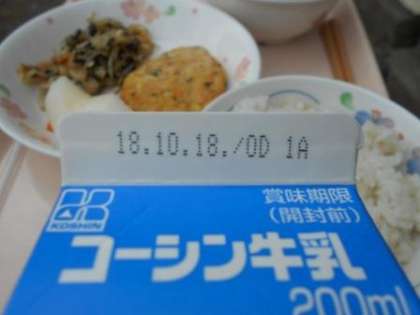 18.10.18./OD 1A
賞味期限
(開封前)
KOSHIN
コーシン牛乳
200ml